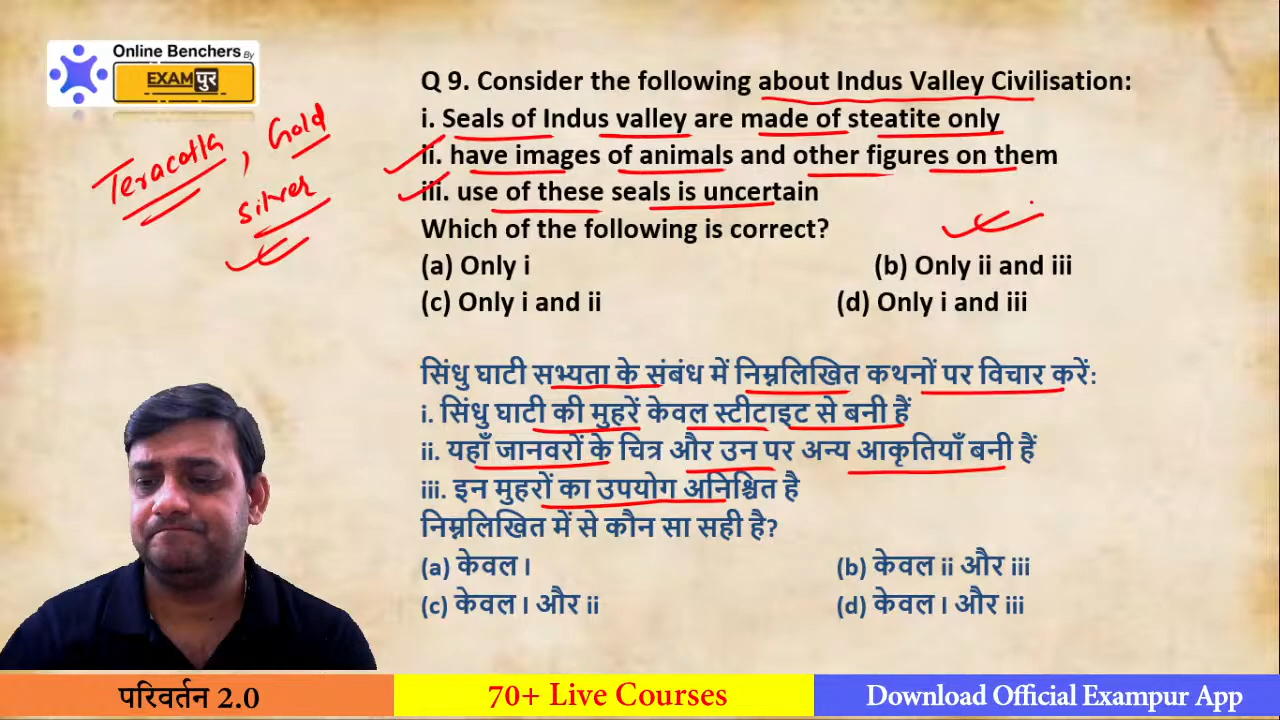 Online Benchers By
EXAMपुर
Teracotta, Gold
silver
Q 9. Consider the following about Indus Valley Civilisation:
i. Seals of Indus valley are made of steatite only
ii. have images of animals and other figures on them
iii. use of these seals is uncertain
Which of the following is correct?
(a) Only i (b) Only ii and iii
(c) Only i and ii (d) Only i and iii
सिंधु घाटी सभ्यता के संबंध में निम्नलिखित कथनों पर विचार करें:
i. सिंधु घाटी की मुहरें केवल स्टीटाइट से बनी हैं
ii. यहाँ जानवरों के चित्र और उन पर अन्य आकृतियाँ बनी हैं
iii. इन मुहरों का उपयोग अनिश्चित है
निम्नलिखित में से कौन सा सही है?
(a) केवल I (b) केवल ii और iii
(c) केवल I और ii (d) केवल I और iii
परिवर्तन 2.0 70+ Live Courses Download Official Exampur App